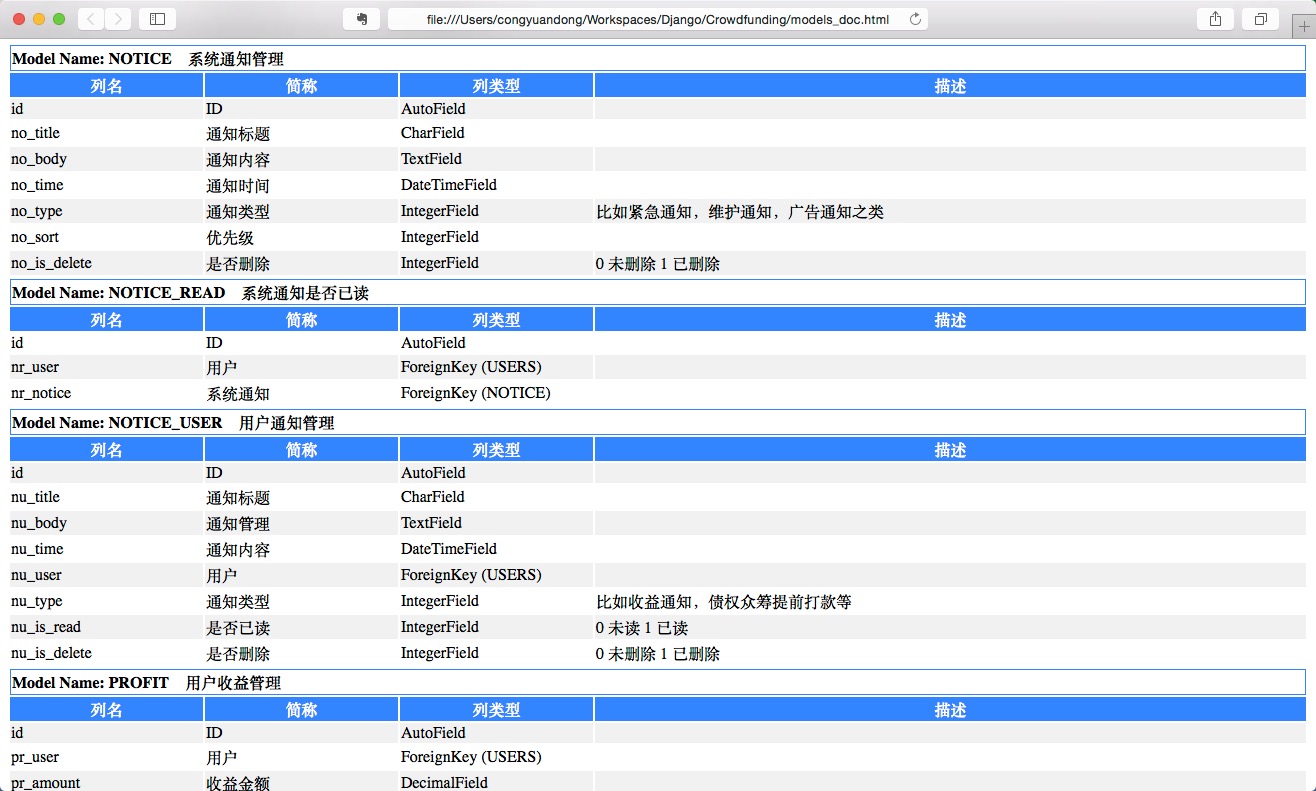 file:///Users/congyuandong/Workspaces/Django/Crowdfunding/models_doc.html
Model Name: NOTICE 系统通知管理
列名 简称 列类型 描述
id ID AutoField
no_title 通知标题 CharField
no_body 通知内容 TextField
no_time 通知时间 DateTimeField
no_type 通知类型 IntegerField 比如紧急通知，维护通知，广告通知之类
no_sort 优先级 IntegerField
no_is_delete 是否删除 IntegerField 0 未删除 1 已删除
Model Name: NOTICE_READ 系统通知是否已读
列名 简称 列类型 描述
id ID AutoField
nr_user 用户 ForeignKey (USERS)
nr_notice 系统通知 ForeignKey (NOTICE)
Model Name: NOTICE_USER 用户通知管理
列名 简称 列类型 描述
id ID AutoField
nu_title 通知标题 CharField
nu_body 通知管理 TextField
nu_time 通知内容 DateTimeField
nu_user 用户 ForeignKey (USERS)
nu_type 通知类型 IntegerField 比如收益通知，债权众筹提前打款等
nu_is_read 是否已读 IntegerField 0 未读 1 已读
nu_is_delete 是否删除 IntegerField 0 未删除 1 已删除
Model Name: PROFIT 用户收益管理
列名 简称 列类型 描述
id ID AutoField
pr_user 用户 ForeignKey (USERS)
pr_amount 收益金额 DecimalField